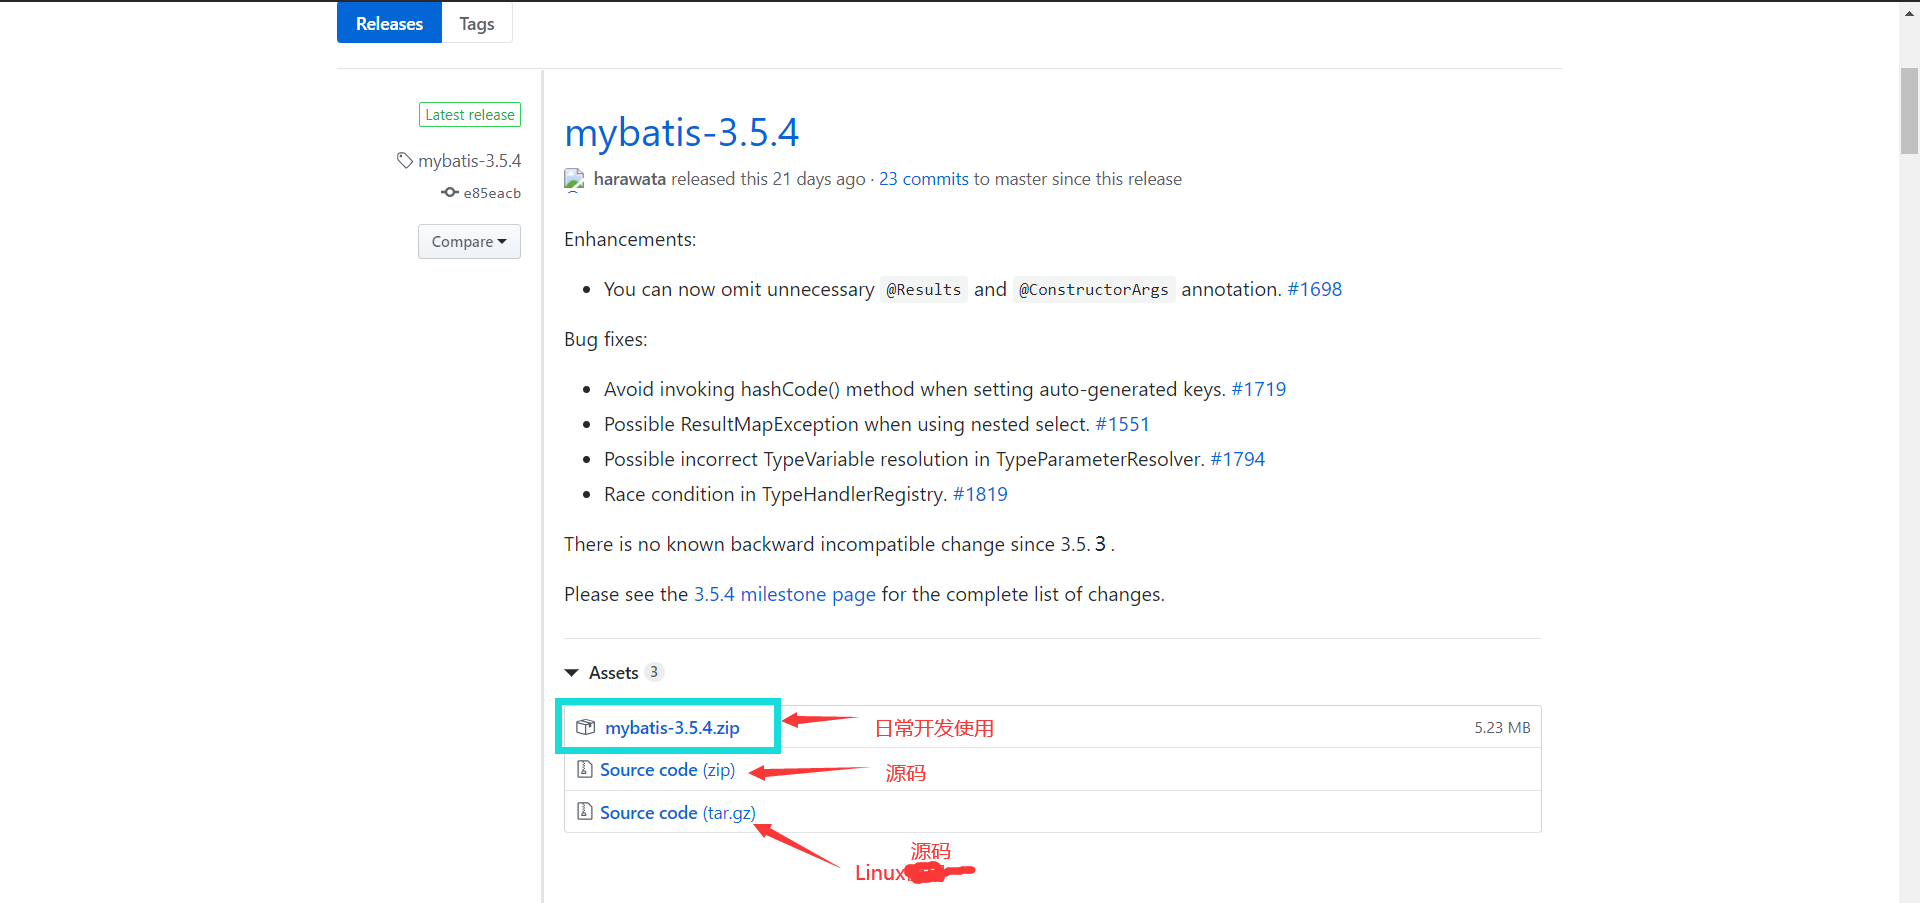 Releases
Tags
Latest release
mybatis-3.5.4
e85eacb
Compare
mybatis-3.5.4
harawata released this 21 days ago · 23 commits to master since this release
Enhancements:
• You can now omit unnecessary @Results and @ConstructorArgs annotation. #1698
Bug fixes:
• Avoid invoking hashCode() method when setting auto-generated keys. #1719
• Possible ResultMapException when using nested select. #1551
• Possible incorrect TypeVariable resolution in TypeParameterResolver. #1794
• Race condition in TypeHandlerRegistry. #1819
There is no known backward incompatible change since 3.5.3.
Please see the 3.5.4 milestone page for the complete list of changes.
Assets 3
mybatis-3.5.4.zip
日常开发使用
5.23 MB
Source code (zip)
源码
Source code (tar.gz)
源码
Linux